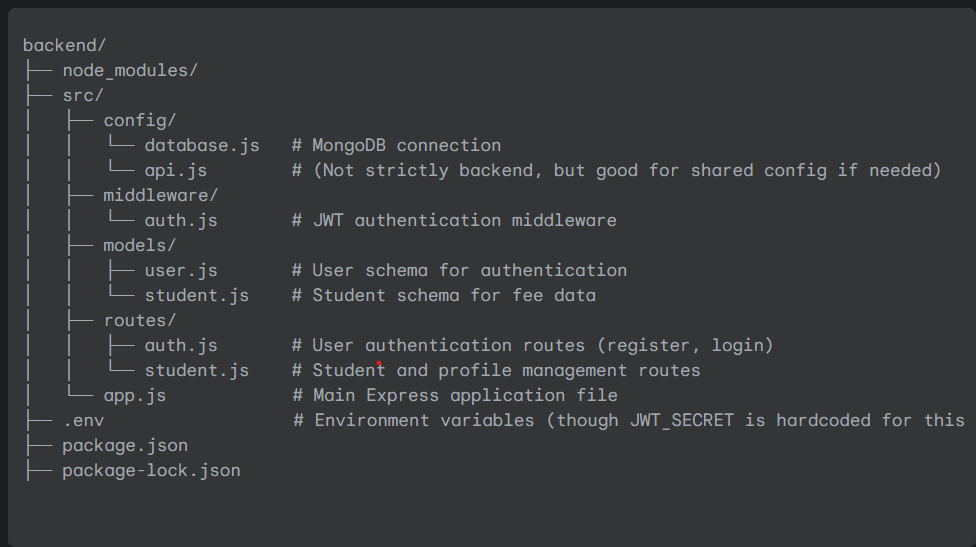 backend/
├── node_modules/
├── src/
│   ├── config/
│   │   └── database.js   # MongoDB connection
│   │   └── api.js        # (Not strictly backend, but good for shared config if needed)
│   ├── middleware/
│   │   └── auth.js       # JWT authentication middleware
│   ├── models/
│   │   ├── user.js       # User schema for authentication
│   │   └── student.js    # Student schema for fee data
│   ├── routes/
│   │   ├── auth.js       # User authentication routes (register, login)
│   │   └── student.js    # Student and profile management routes
│   └── app.js            # Main Express application file
├── .env                  # Environment variables (though JWT_SECRET is hardcoded for this
├── package.json
├── package-lock.json